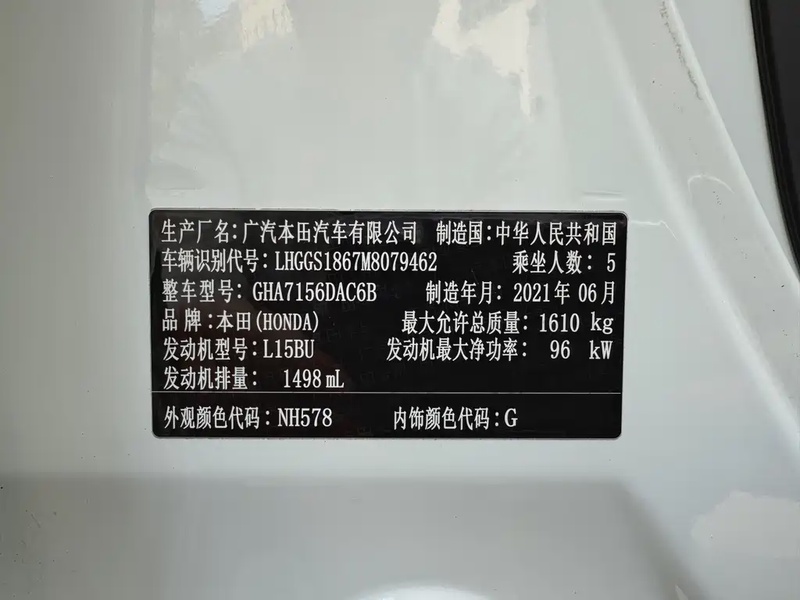 生产厂名:广汽本田汽车有限公司 制造国:中华人民共和国
车辆识别代号:LHGGS1867M8079462 乘坐人数:5
整车型号:GHA7156DAC6B 制造年月:2021年06月
品牌:本田(HONDA) 最大允许总质量:1610 kg
发动机型号:L15BU 发动机最大净功率: 96 kW
发动机排量: 1498 mL
外观颜色代码:NH578 内饰颜色代码:G